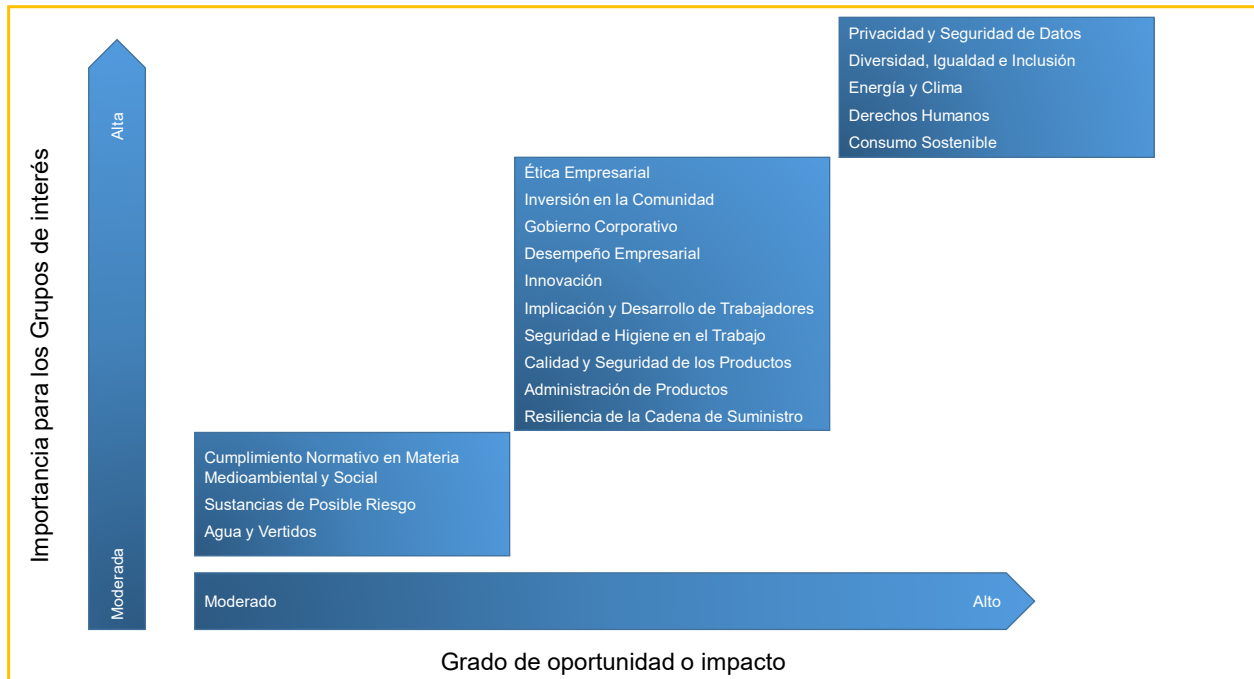 Privacidad y Seguridad de Datos
Diversidad, Igualdad e Inclusión
Energía y Clima
Derechos Humanos
Consumo Sostenible
Ética Empresarial
Inversión en la Comunidad
Gobierno Corporativo
Desempeño Empresarial
Innovación
Implicación y Desarrollo de Trabajadores
Seguridad e Higiene en el Trabajo
Calidad y Seguridad de los Productos
Administración de Productos
Resiliencia de la Cadena de Suministro
Cumplimiento Normativo en Materia
Medioambiental y Social
Sustancias de Posible Riesgo
Agua y Vertidos
Importancia para los Grupos de interés
Alta
Moderada
Moderado
Alto
Grado de oportunidad o impacto